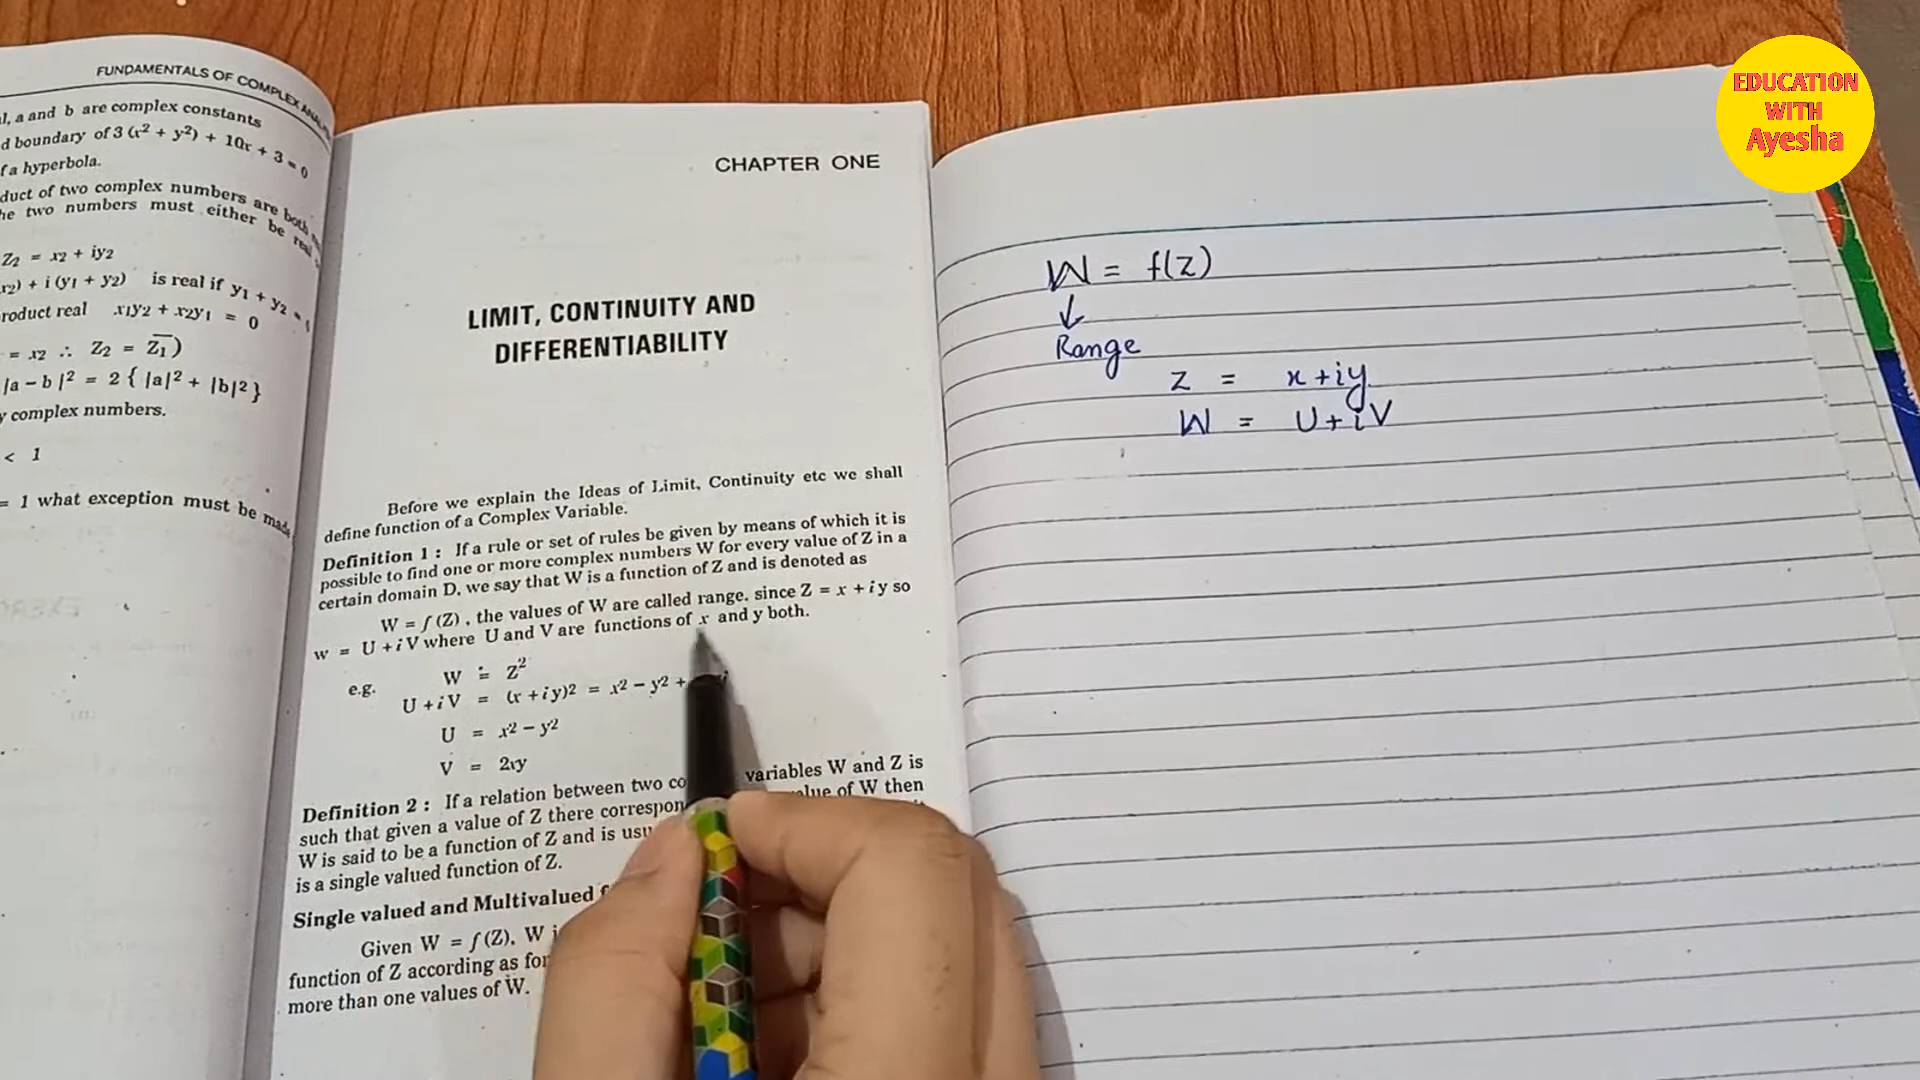 FUNDAMENTALS OF COMPLEX
l, a and b are complex constants
d boundary of 3 (x² + y²) + 10x + 3 = 0
f a hyperbola.
duct of two complex numbers are both
he two numbers must either be real
Z₂ = x₂ + iy₂
x₂) + i (y₁ + y₂) is real if y₁ + y₂ =
roduct real x₁y₂ + x₂y₁ = 0
= x₂ ∴ Z₂ = Z̅₁)
|a − b|² = 2 { |a|² + |b|² }
y complex numbers.
< 1
= 1 what exception must be made
CHAPTER ONE
LIMIT, CONTINUITY AND
DIFFERENTIABILITY
Before we explain the Ideas of Limit, Continuity etc we shall
define function of a Complex Variable.
Definition 1 : If a rule or set of rules be given by means of which it is
possible to find one or more complex numbers W for every value of Z in a
certain domain D, we say that W is a function of Z and is denoted as
W = f (Z) , the values of W are called range. since Z = x + i y so
w = U + i V where U and V are functions of x and y both.
e.g. W = Z²
U + i V = (x + i y)2 = x² − y² +
U = x² − y²
V = 2xy
Definition 2 : If a relation between two co variables W and Z is
such that given a value of Z there correspon value of W then
W is said to be a function of Z and is usu
is a single valued function of Z.
Single valued and Multivalued f
Given W = f (Z), W i
function of Z according as for
more than one values of W.
W = f(z)
↓
Range
z = x+iy
W = U+iV
EDUCATION
WITH
Ayesha